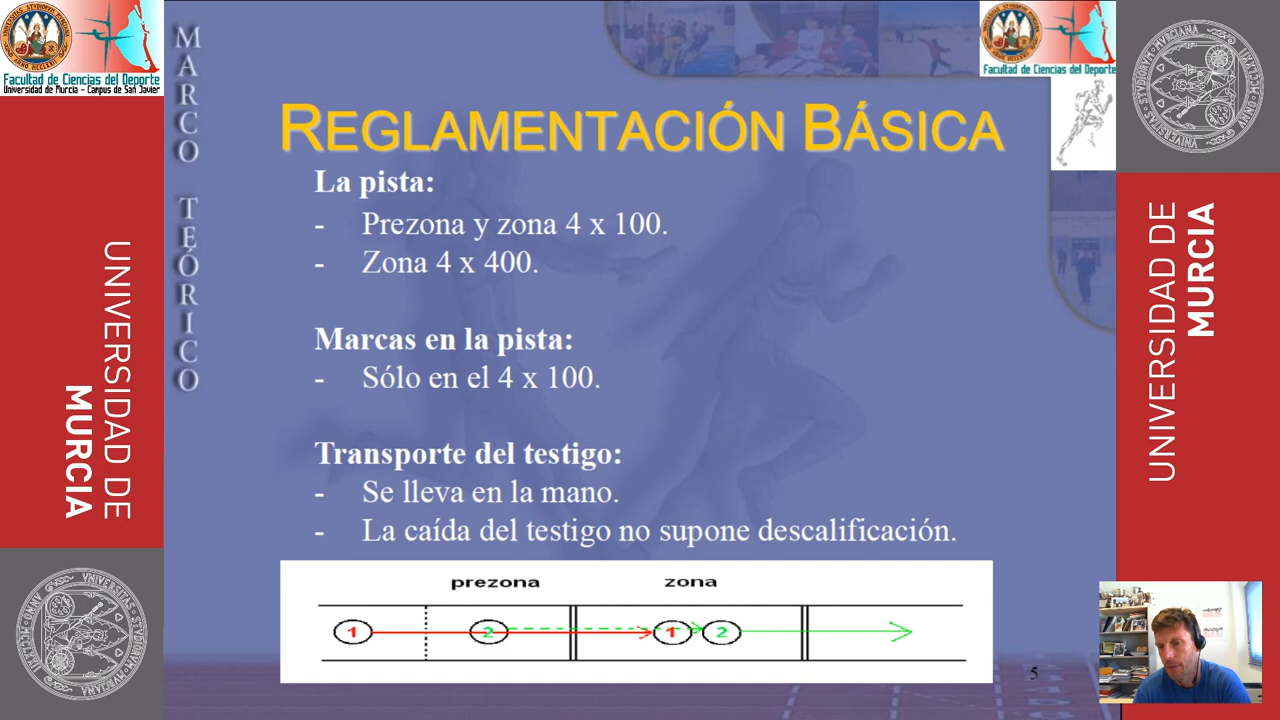 Facultad de Ciencias del Deporte
Universidad de Murcia - Campus de San Javier
UNIVERSIDAD DE
MURCIA
MARCO TEÓRICO
Facultad de Ciencias del Deporte
REGLAMENTACIÓN BÁSICA
La pista:
- Prezona y zona 4 x 100.
- Zona 4 x 400.
Marcas en la pista:
- Sólo en el 4 x 100.
Transporte del testigo:
- Se lleva en la mano.
- La caída del testigo no supone descalificación.
prezona zona
1 2 1 2
5
UNIVERSIDAD DE
MURCIA